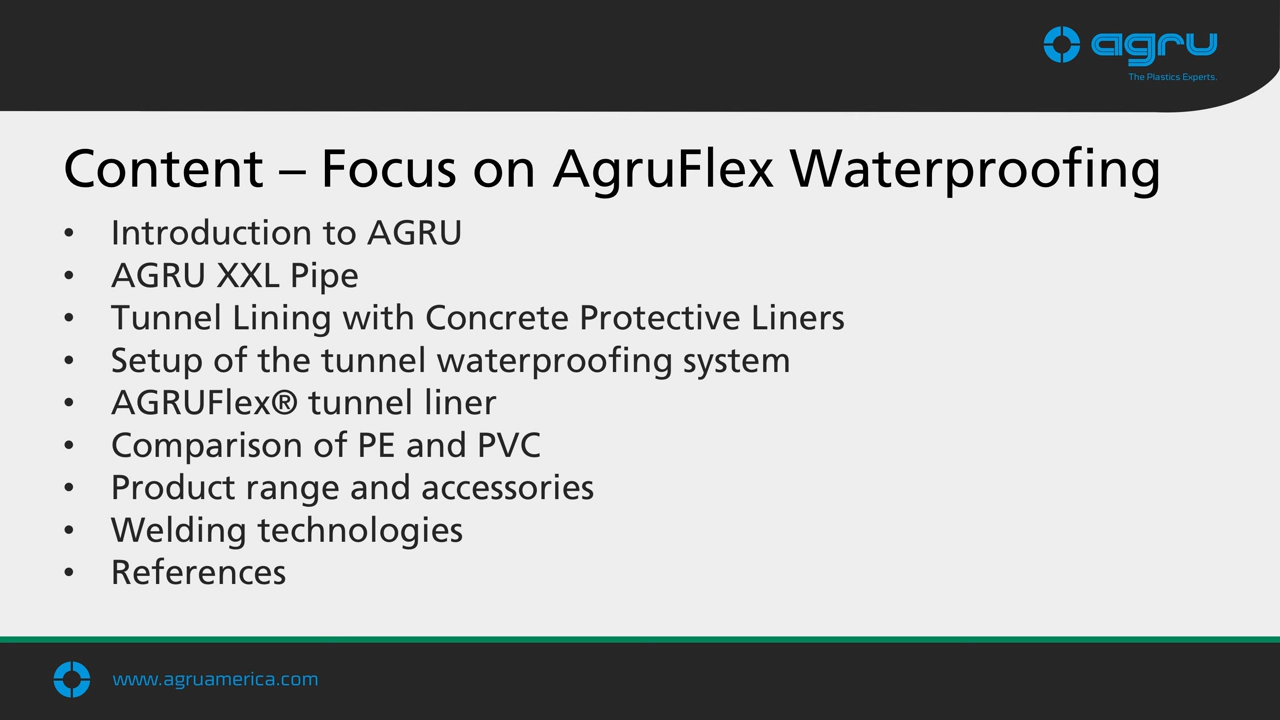 agru
The Plastics Experts.
Content – Focus on AgruFlex Waterproofing
• Introduction to AGRU
• AGRU XXL Pipe
• Tunnel Lining with Concrete Protective Liners
• Setup of the tunnel waterproofing system
• AGRUFlex® tunnel liner
• Comparison of PE and PVC
• Product range and accessories
• Welding technologies
• References
www.agruamerica.com